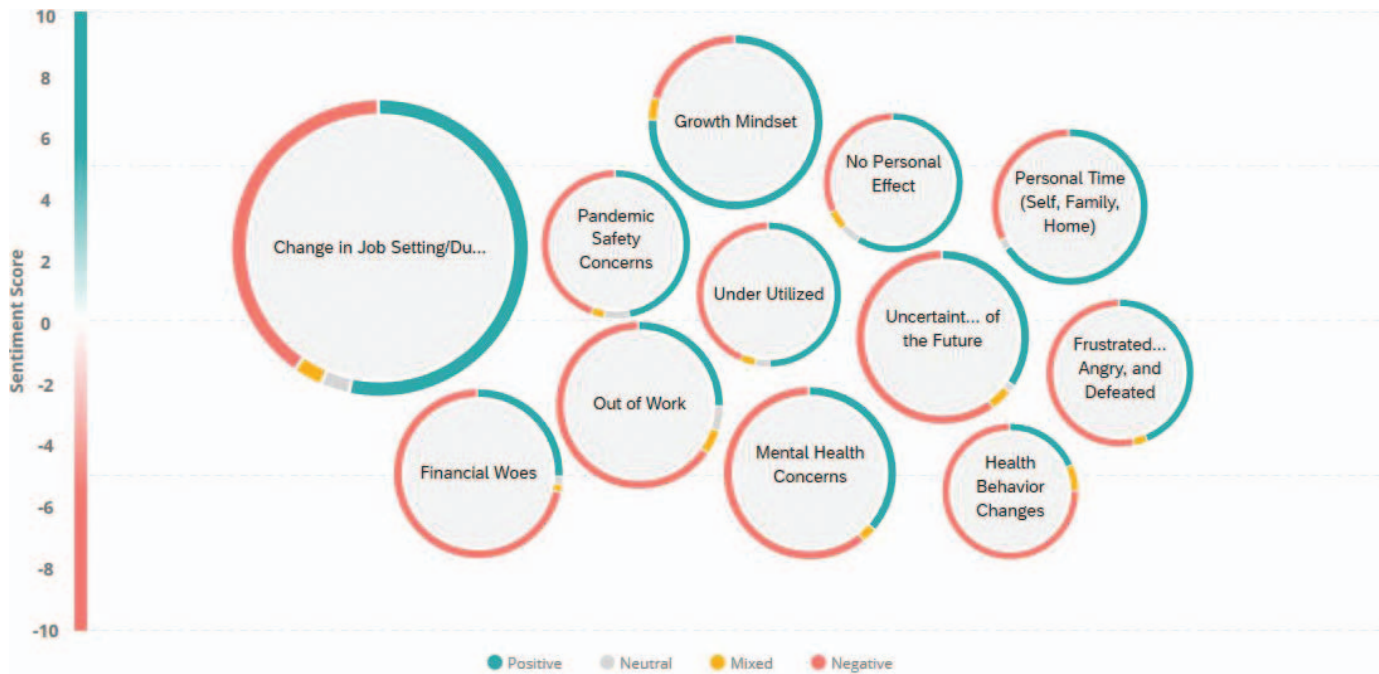 10
8
6
4
2
0
-2
-4
-6
-8
-10
Sentiment Score
Growth Mindset
No Personal
Effect
Personal Time
(Self, Family,
Home)
Change in Job Setting/Du...
Pandemic
Safety
Concerns
Under Utilized
Uncertaint... of
the Future
Frustrated...
Angry, and
Defeated
Out of Work
Financial Woes
Mental Health
Concerns
Health
Behavior
Changes
Positive
Neutral
Mixed
Negative